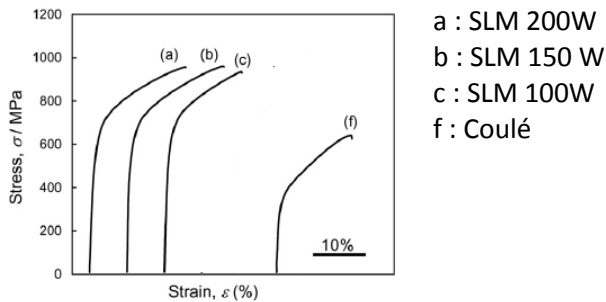 1200
1000
800
600
400
200
0
Stress, σ / MPa
(a)
(b)
(c)
(f)
10%
Strain, ε (%)
a : SLM 200W
b : SLM 150 W
c : SLM 100W
f : Coulé